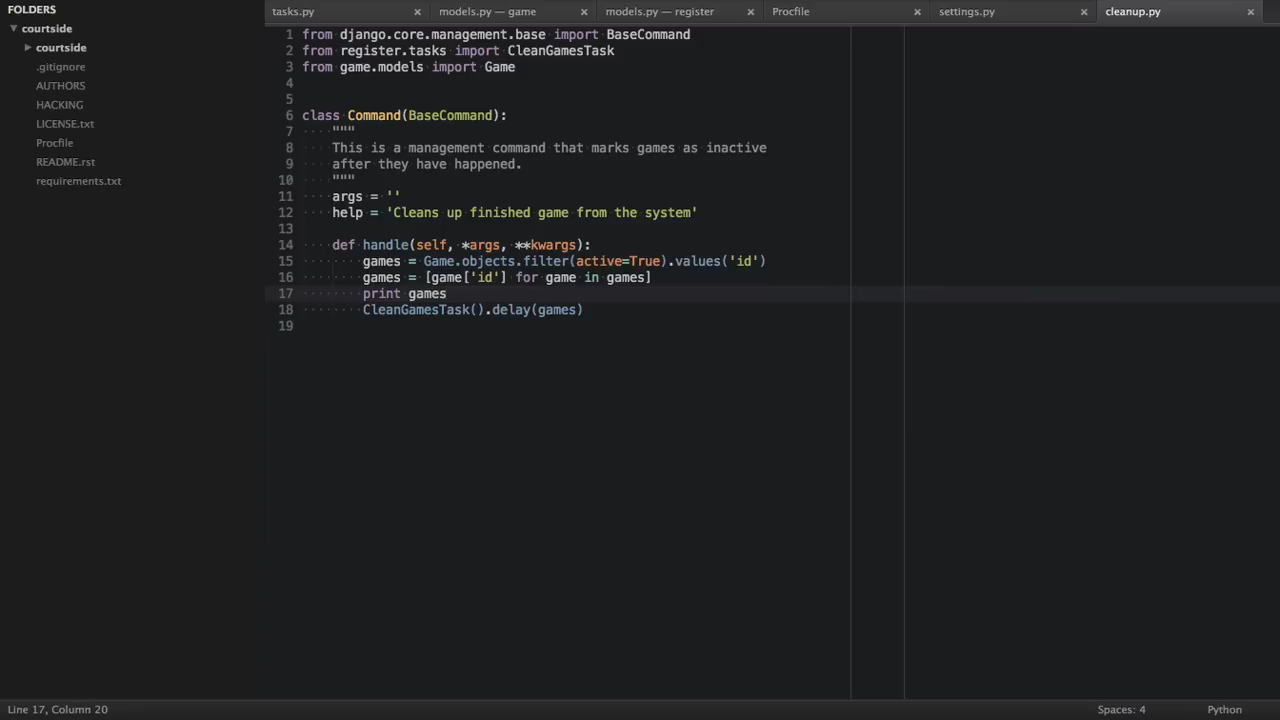 FOLDERS
courtside
courtside
.gitignore
AUTHORS
HACKING
LICENSE.txt
Procfile
README.rst
requirements.txt
tasks.py × models.py — game × models.py — register × Procfile × settings.py × cleanup.py ×
1 from django.core.management.base import BaseCommand
2 from register.tasks import CleanGamesTask
3 from game.models import Game
4
5
6 class Command(BaseCommand):
7     """
8     This is a management command that marks games as inactive
9     after they have happened.
10     """
11     args = ''
12     help = 'Cleans up finished game from the system'
13
14     def handle(self, *args, **kwargs):
15         games = Game.objects.filter(active=True).values('id')
16         games = [game['id'] for game in games]
17         print games
18         CleanGamesTask().delay(games)
19
Line 17, Column 20 Spaces: 4 Python